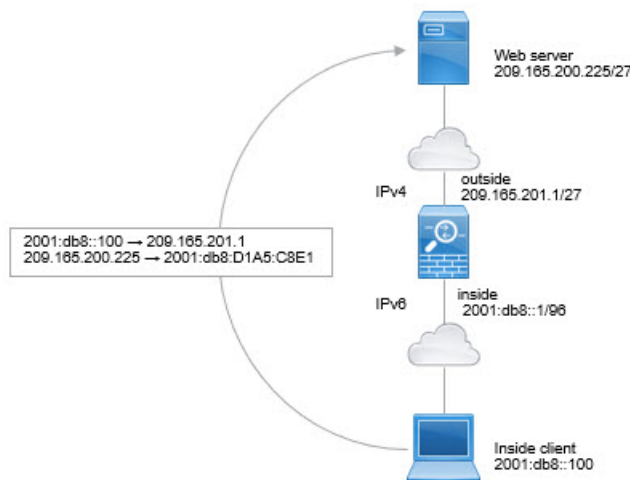 Web server
209.165.200.225/27
outside
209.165.201.1/27
IPv4
2001:db8::100 → 209.165.201.1
209.165.200.225 → 2001:db8:D1A5:C8E1
IPv6
inside
2001:db8::1/96
Inside client
2001:db8::100